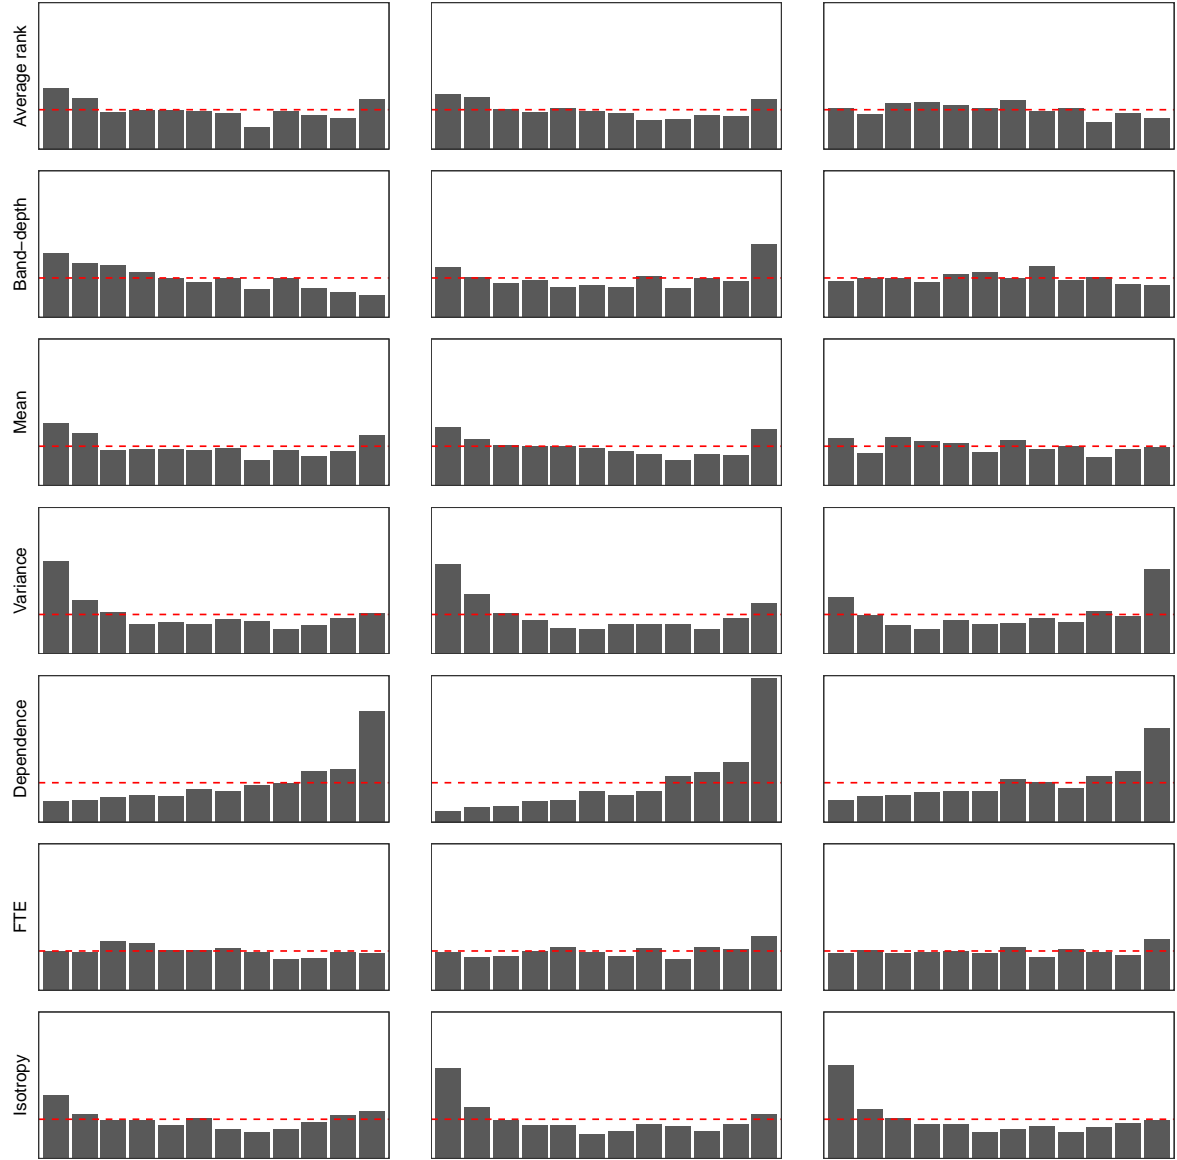 Average rank
Band−depth
Mean
Variance
Dependence
FTE
Isotropy